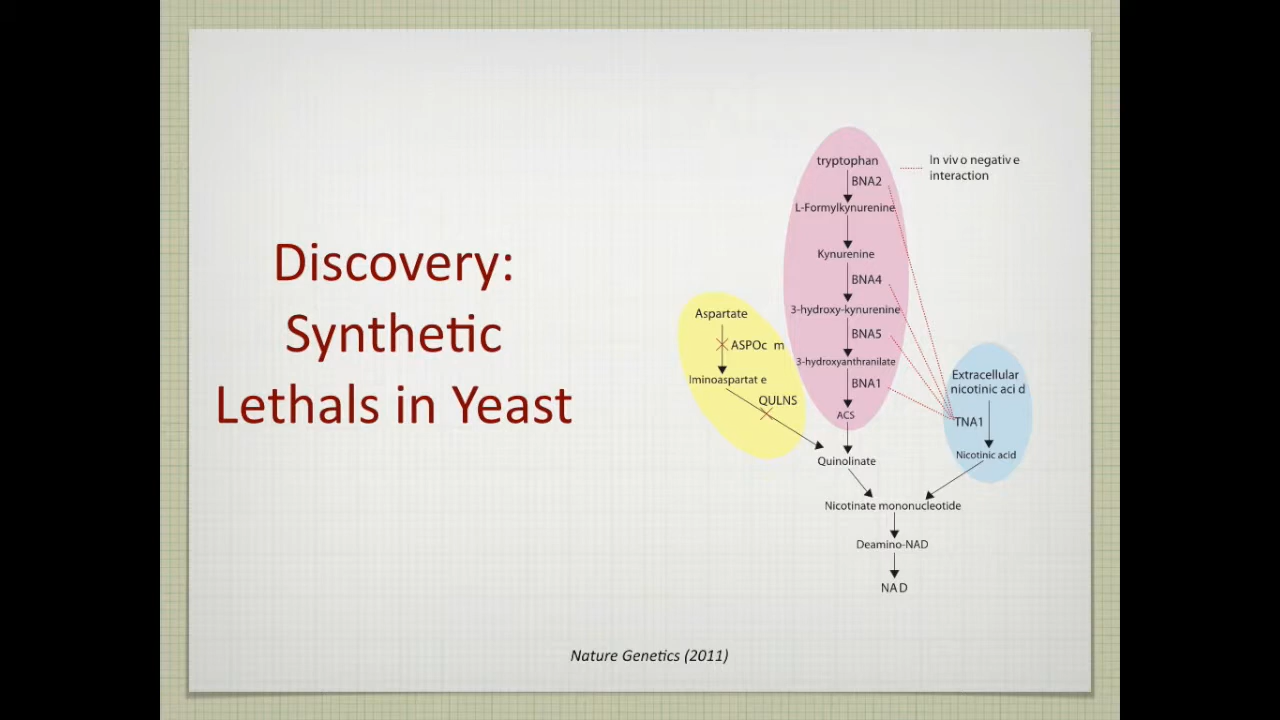 Discovery:
Synthetic
Lethals in Yeast
tryptophan
BNA2
L-Formylkynurenine
Kynurenine
BNA4
3-hydroxy-kynurenine
BNA5
3-hydroxyanthranilate
BNA1
ACS
In viv o negativ e
interaction
Aspartate
ASPOc m
Iminoaspartat e
QULNS
Extracellular
nicotinic aci d
TNA1
Nicotinic acid
Quinolinate
Nicotinate mononucleotide
Deamino-NAD
NA D
Nature Genetics (2011)